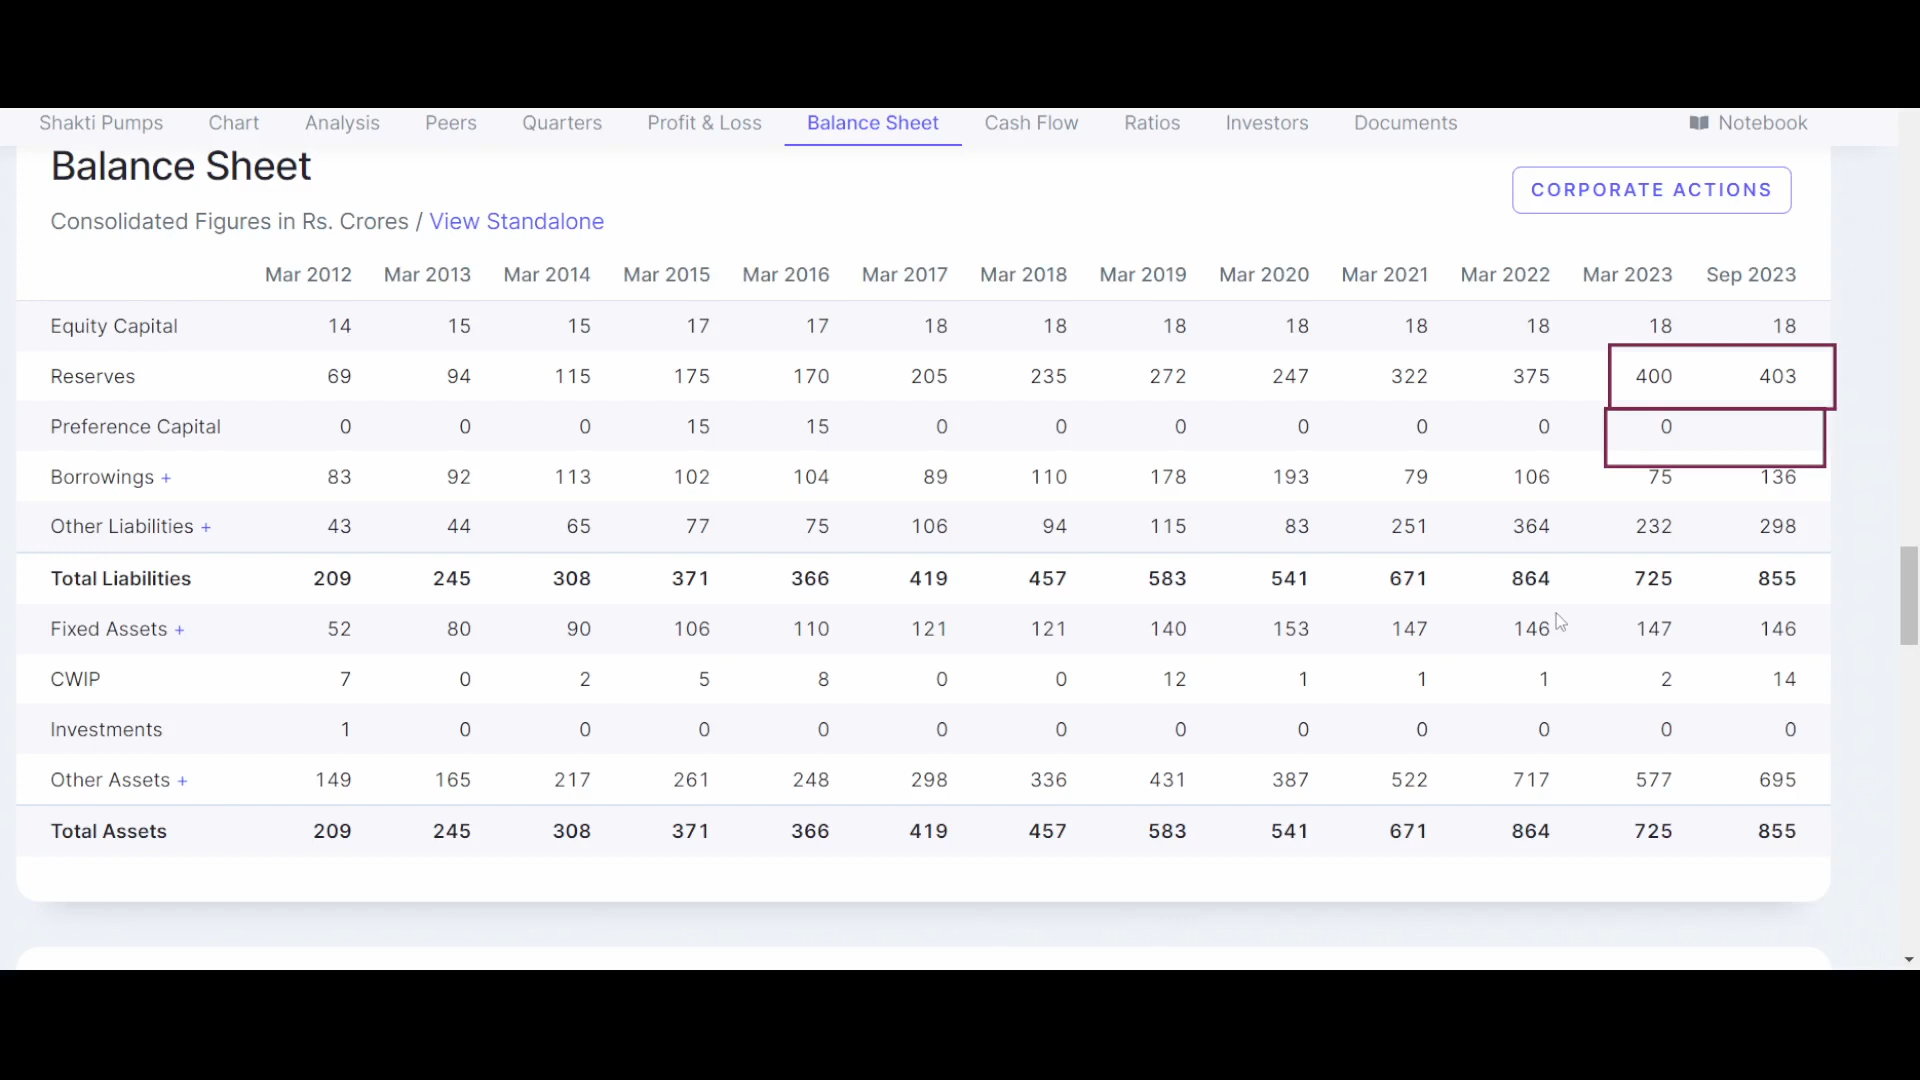 Shakti Pumps Chart Analysis Peers Quarters Profit & Loss Balance Sheet Cash Flow Ratios Investors Documents Notebook
Balance Sheet
CORPORATE ACTIONS
Consolidated Figures in Rs. Crores / View Standalone
Mar 2012 Mar 2013 Mar 2014 Mar 2015 Mar 2016 Mar 2017 Mar 2018 Mar 2019 Mar 2020 Mar 2021 Mar 2022 Mar 2023 Sep 2023
Equity Capital 14 15 15 17 17 18 18 18 18 18 18 18 18
Reserves 69 94 115 175 170 205 235 272 247 322 375 400 403
Preference Capital 0 0 0 15 15 0 0 0 0 0 0 0
Borrowings + 83 92 113 102 104 89 110 178 193 79 106 75 136
Other Liabilities + 43 44 65 77 75 106 94 115 83 251 364 232 298
Total Liabilities 209 245 308 371 366 419 457 583 541 671 864 725 855
Fixed Assets + 52 80 90 106 110 121 121 140 153 147 146 147 146
CWIP 7 0 2 5 8 0 0 12 1 1 1 2 14
Investments 1 0 0 0 0 0 0 0 0 0 0 0 0
Other Assets + 149 165 217 261 248 298 336 431 387 522 717 577 695
Total Assets 209 245 308 371 366 419 457 583 541 671 864 725 855